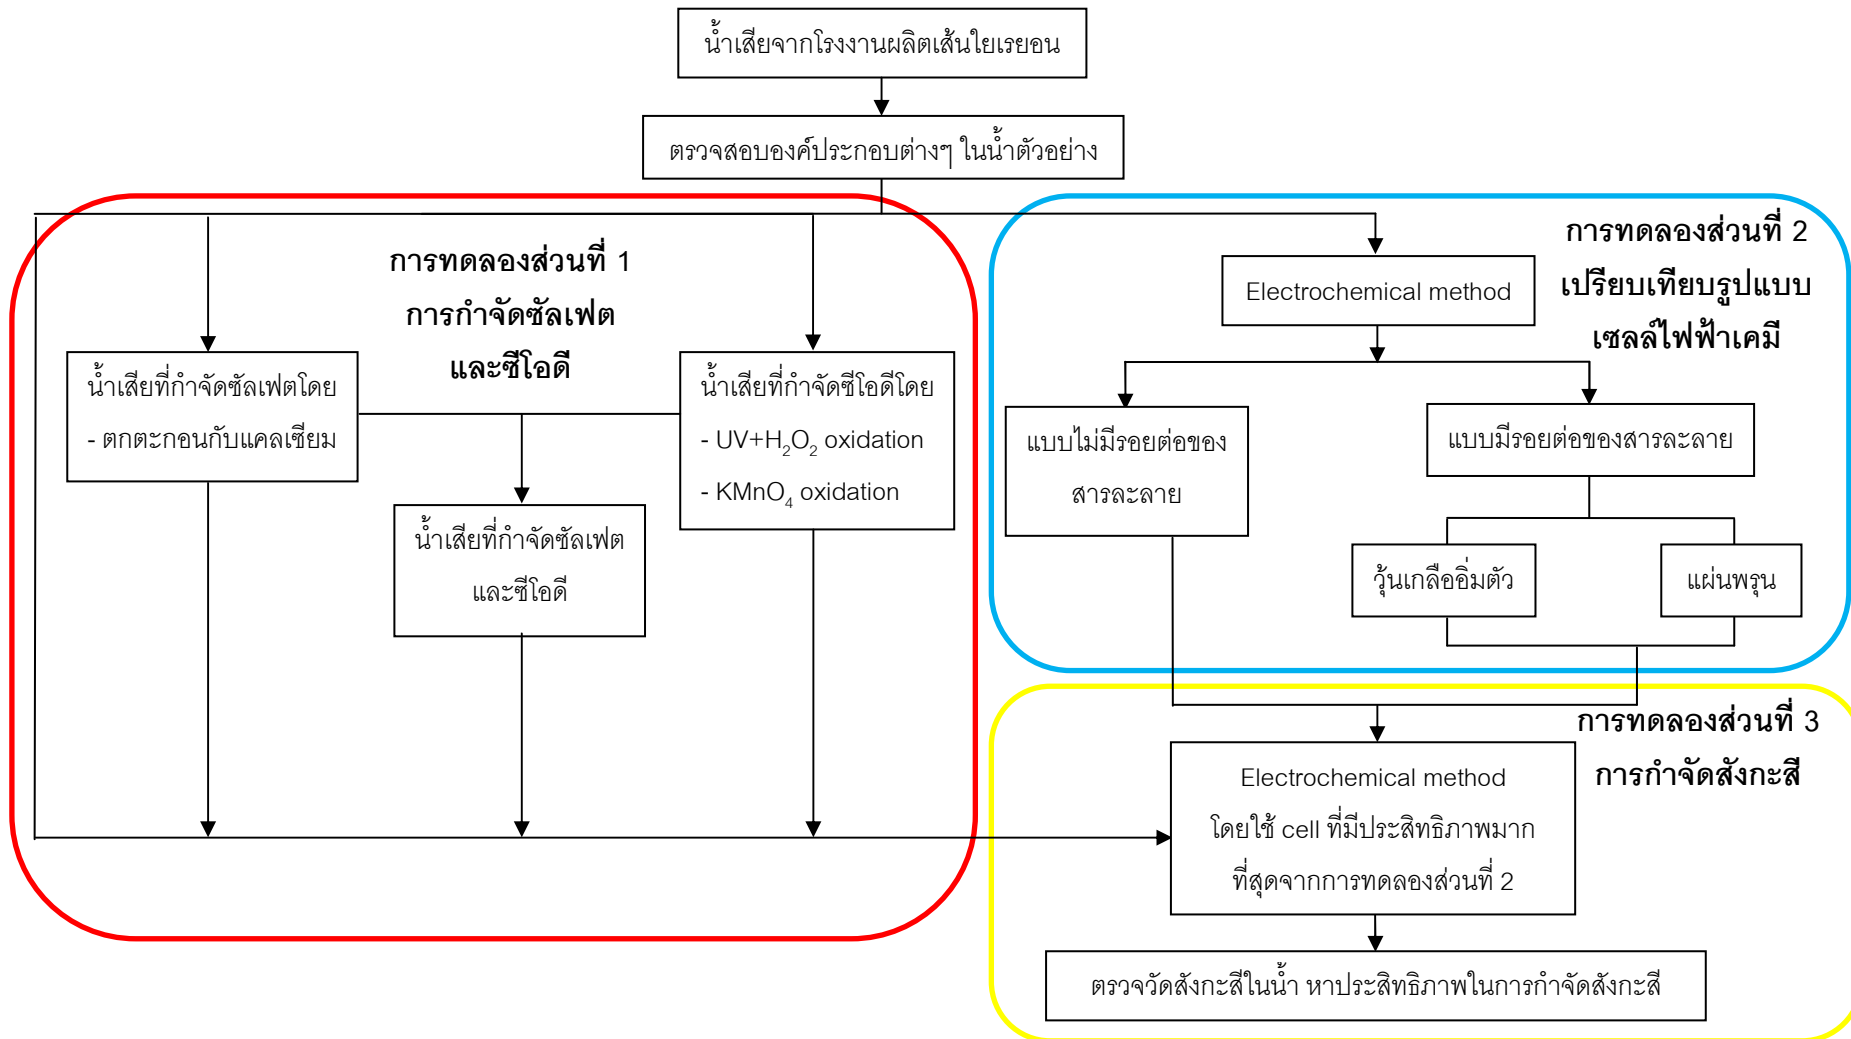 น้ำเสียจากโรงงานผลิตเส้นใยเรยอน
ตรวจสอบองค์ประกอบต่างๆ ในน้ำตัวอย่าง
การทดลองส่วนที่ 1
การกำจัดซัลเฟต
และซีโอดี
น้ำเสียที่กำจัดซัลเฟตโดย
- ตกตะกอนกับแคลเซียม
น้ำเสียที่กำจัดซีโอดีโดย
- UV+H₂O₂ oxidation
- KMnO₄ oxidation
น้ำเสียที่กำจัดซัลเฟต
และซีโอดี
การทดลองส่วนที่ 2
เปรียบเทียบรูปแบบ
เซลล์ไฟฟ้าเคมี
Electrochemical method
แบบไม่มีรอยต่อของ
สารละลาย
แบบมีรอยต่อของสารละลาย
วุ้นเกลืออิ่มตัว
แผ่นพรุน
การทดลองส่วนที่ 3
การกำจัดสังกะสี
Electrochemical method
โดยใช้ cell ที่มีประสิทธิภาพมาก
ที่สุดจากการทดลองส่วนที่ 2
ตรวจวัดสังกะสีในน้ำ หาประสิทธิภาพในการกำจัดสังกะสี